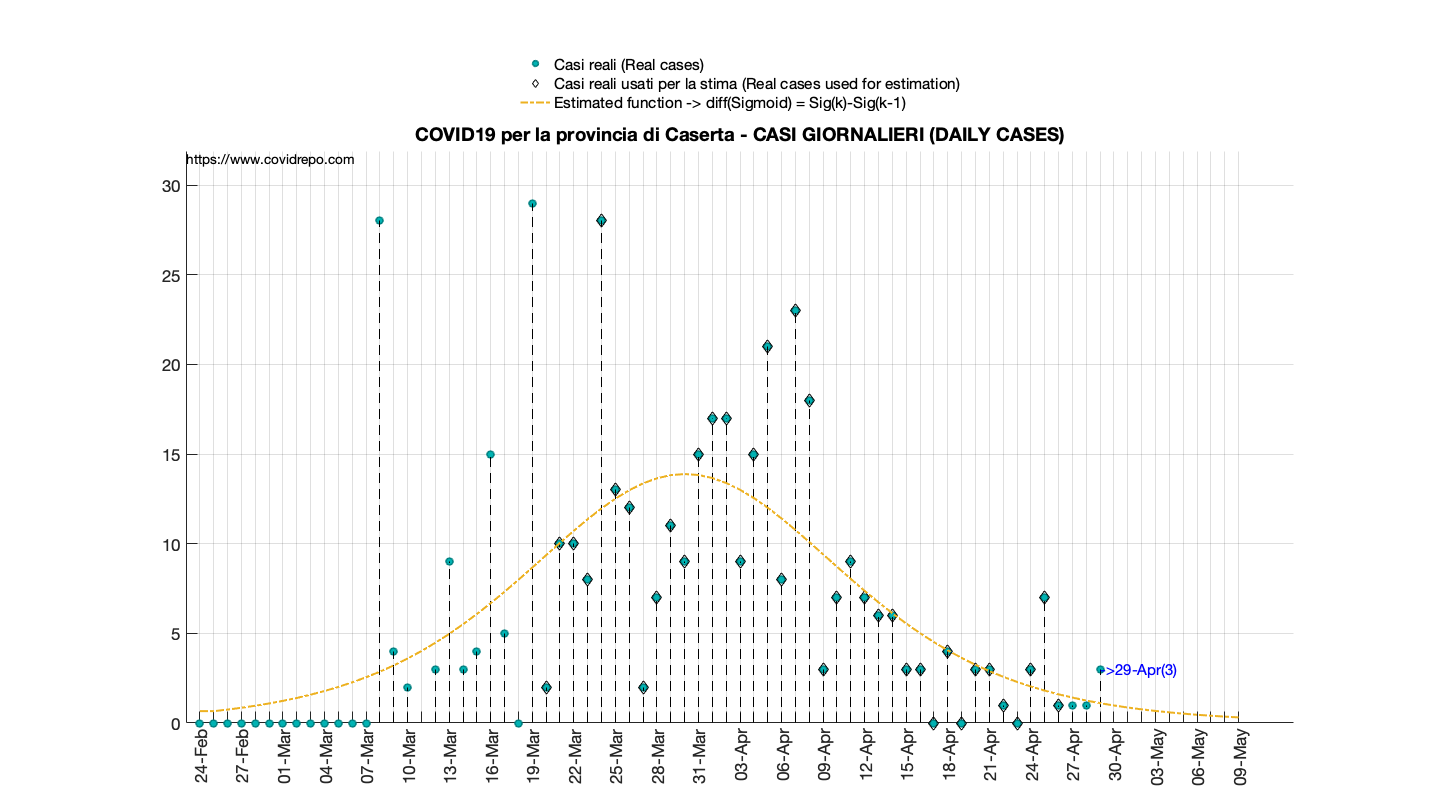 Casi reali (Real cases)
Casi reali usati per la stima (Real cases used for estimation)
Estimated function -> diff(Sigmoid) = Sig(k)-Sig(k-1)
COVID19 per la provincia di Caserta - CASI GIORNALIERI (DAILY CASES)
https://www.covidrepo.com
30
25
20
15
10
5
0
->29-Apr(3)
24-Feb
27-Feb
01-Mar
04-Mar
07-Mar
10-Mar
13-Mar
16-Mar
19-Mar
22-Mar
25-Mar
28-Mar
31-Mar
03-Apr
06-Apr
09-Apr
12-Apr
15-Apr
18-Apr
21-Apr
24-Apr
27-Apr
30-Apr
03-May
06-May
09-May